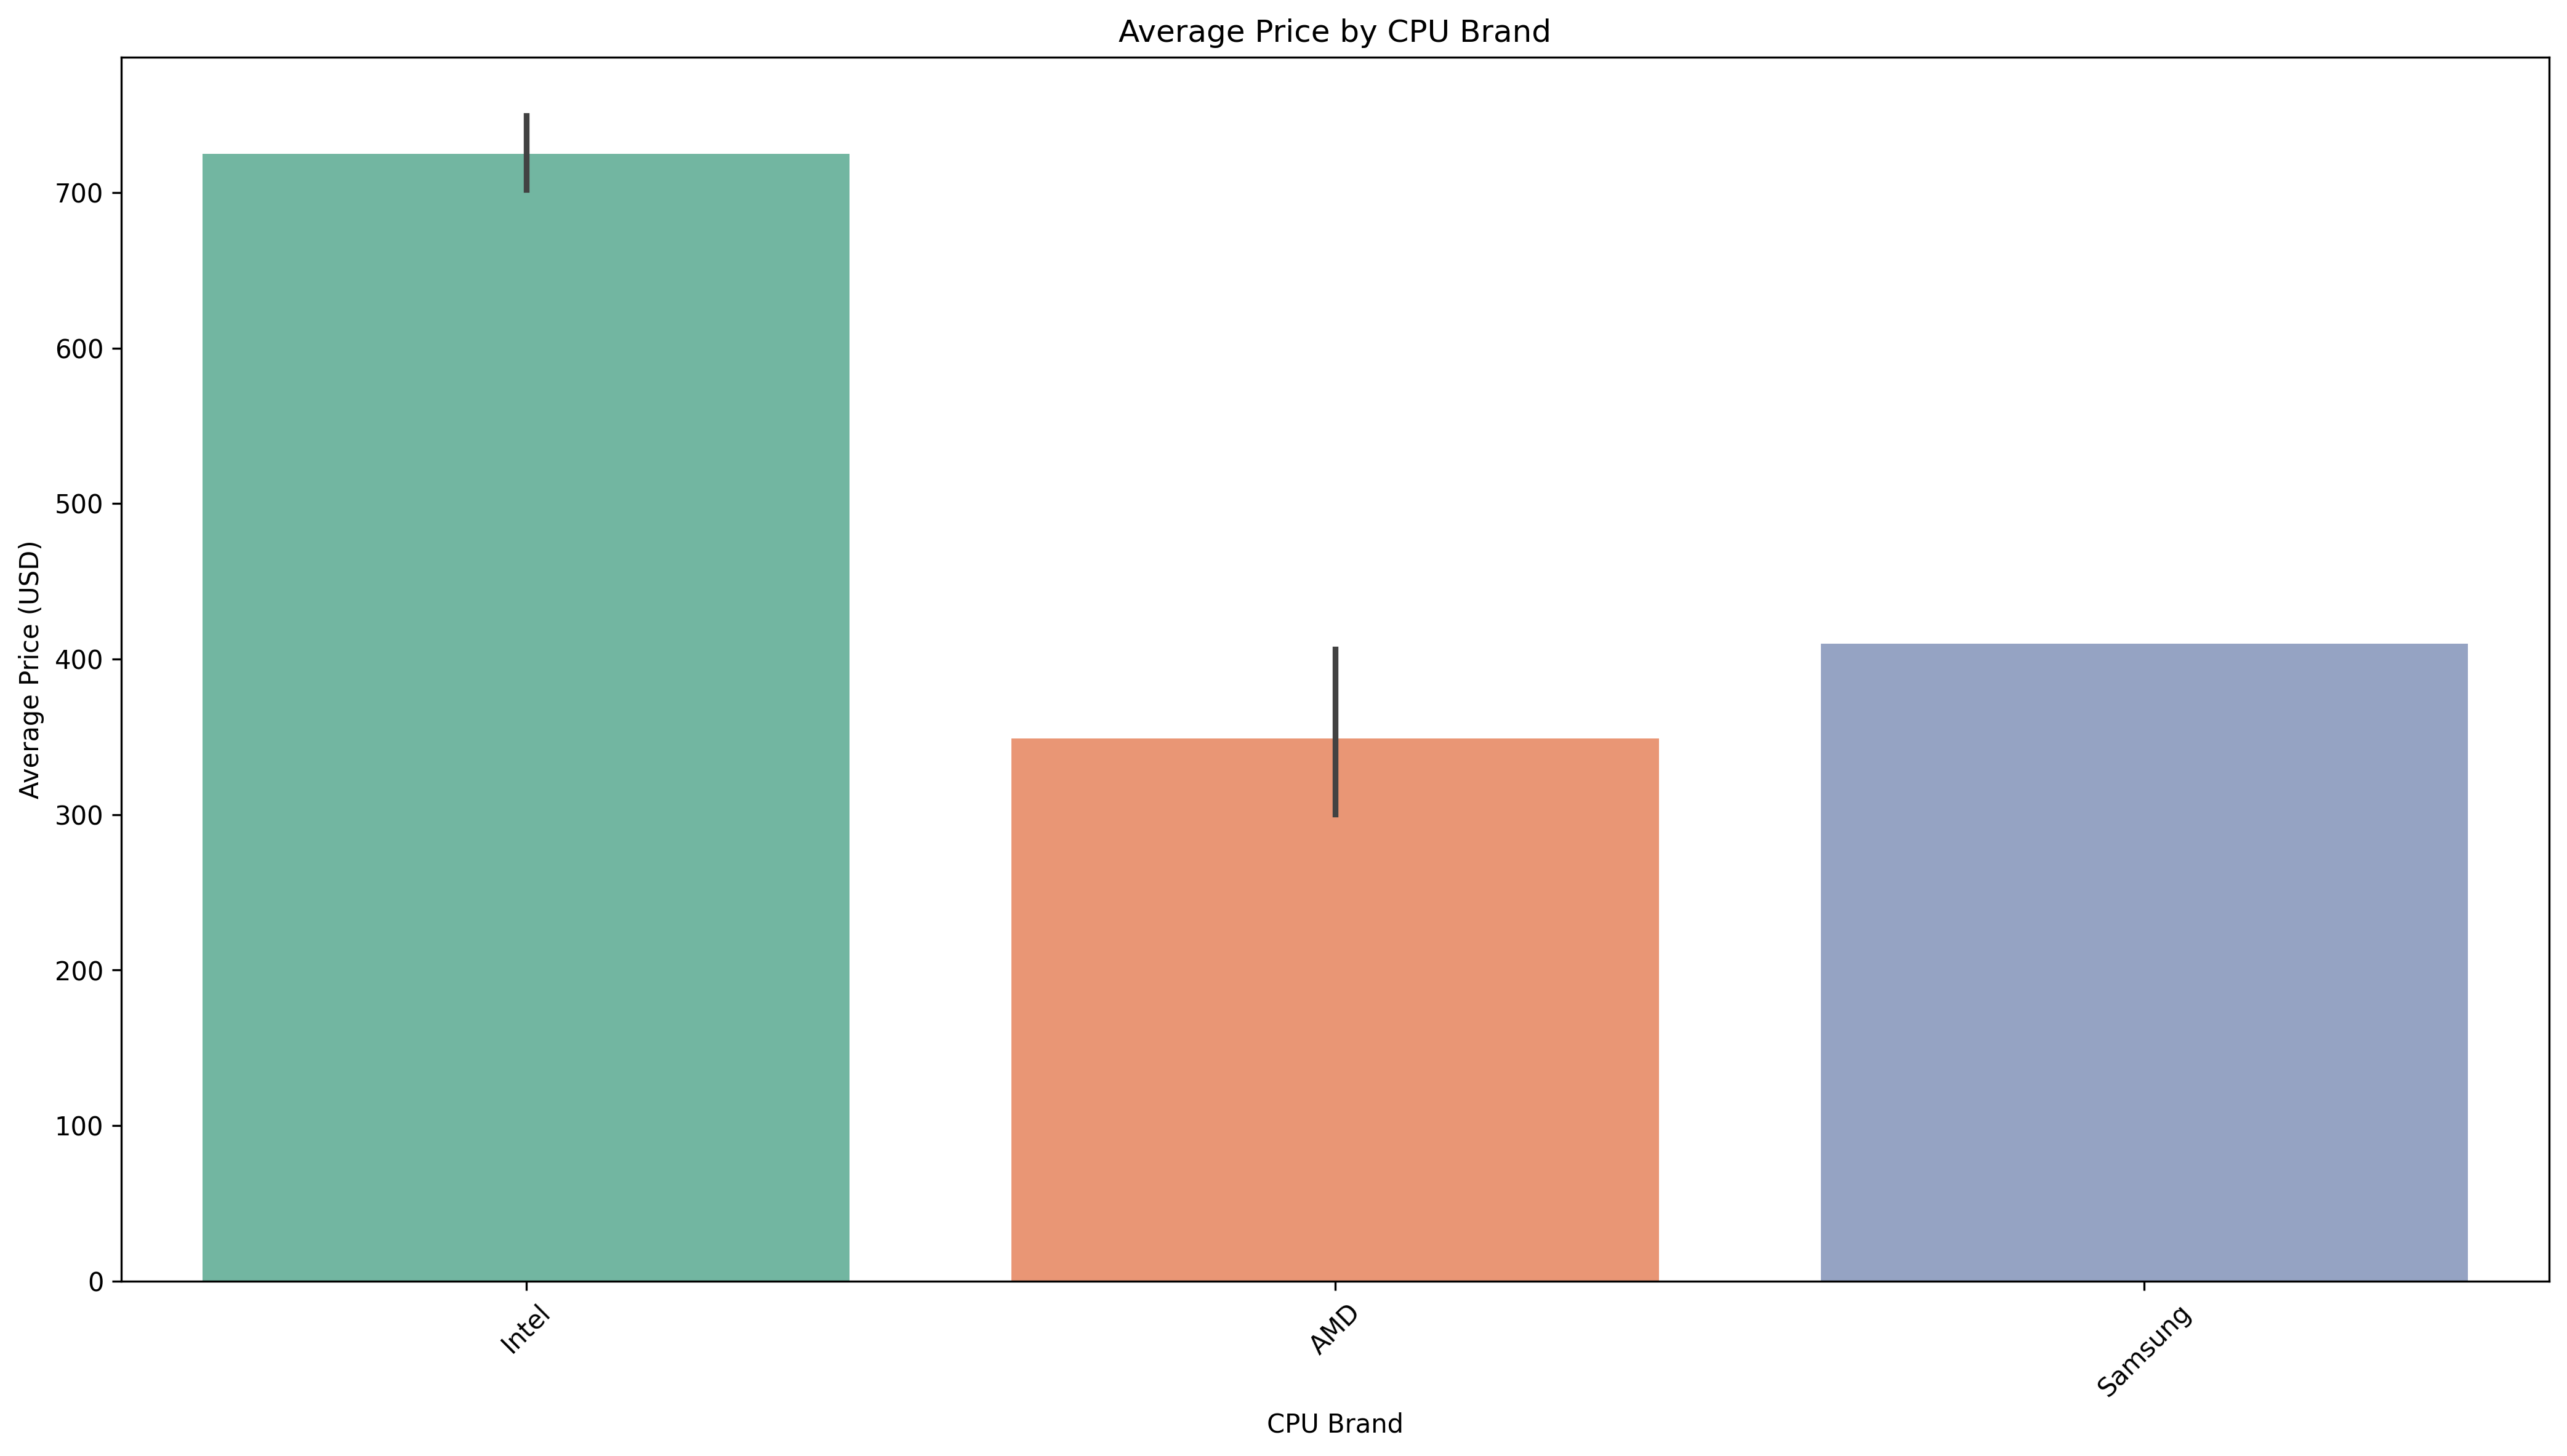 Average Price by CPU Brand
Average Price (USD)
700
600
500
400
300
200
100
0
Intel
AMD
Samsung
CPU Brand